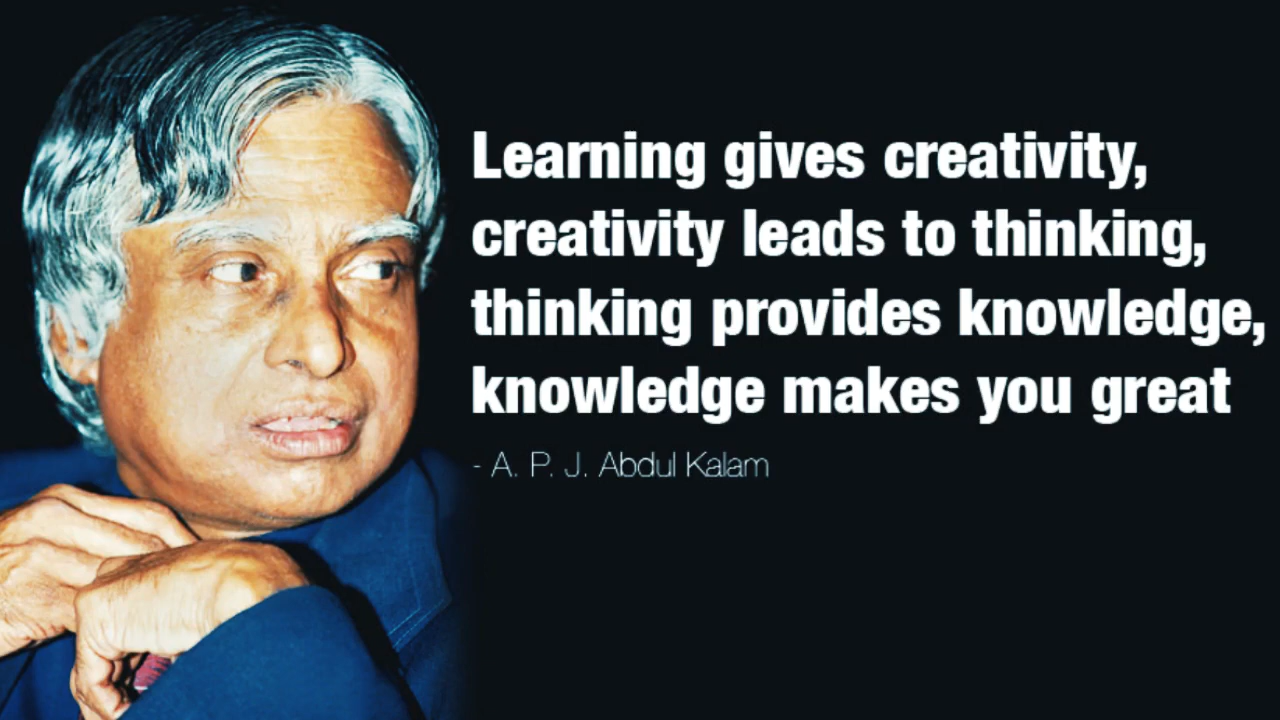 Learning gives creativity,
creativity leads to thinking,
thinking provides knowledge,
knowledge makes you great
- A. P. J. Abdul Kalam